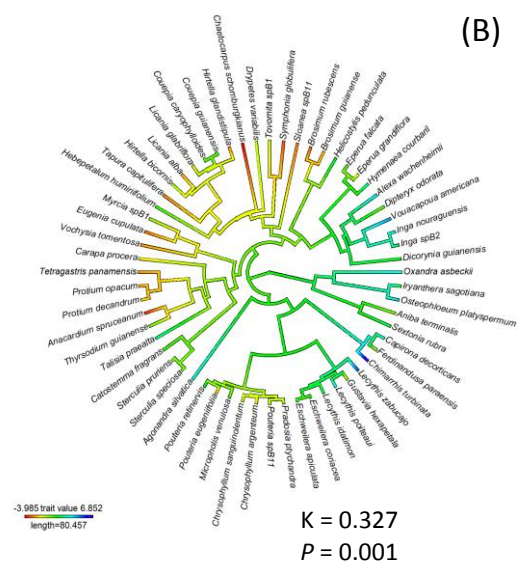 (B)
Chaetocarpus schomburgkianus
Drypetes variabilis
Tovomita spB1
Symphonia globulifera
Sloanea spB11
Brosimum rubescens
Brosimum guianense
Helicostylis pedunculata
Eperua falcata
Eperua grandiflora
Hymenaea courbaril
Alexa wachenheimii
Dipteryx odorata
Vouacapoua americana
Inga nouraguensis
Inga spB2
Dicorynia guianensis
Oxandra asbeckii
Iryanthera sagotiana
Osteophloeum platyspermum
Aniba terminalis
Sextonia rubra
Capirona decorticans
Ferdinandusa paraensis
Chimarrhis turbinata
Lecythis zabucajo
Gustavia hexapetala
Lecythis poiteaui
Lecythis idatimon
Eschweilera coriacea
Eschweilera apiculata
Pradosia ptychandra
Pouteria spB11
Chrysophyllum argenteum
Chrysophyllum sanguinolentum
Micropholis venulosa
Pouteria eugeniifolia
Pouteria retinervis
Agonandra silvatica
Sterculia speciosa
Sterculia pruriens
Catostemma fragrans
Talisia praealta
Thyrsodium guianense
Anacardium spruceanum
Protium decandrum
Protium opacum
Tetragastris panamensis
Carapa procera
Vochysia tomentosa
Eugenia cupulata
Myrcia spB1
Hebepetalum humiriifolium
Tapura capitulifera
Hirtella bicornis
Licania alba
Licania glabriflora
Couepia caryophylloides
Couepia guianensis
Hirtella glandistipula
-3.985 trait value 6.852
length=80.457
K = 0.327
P = 0.001